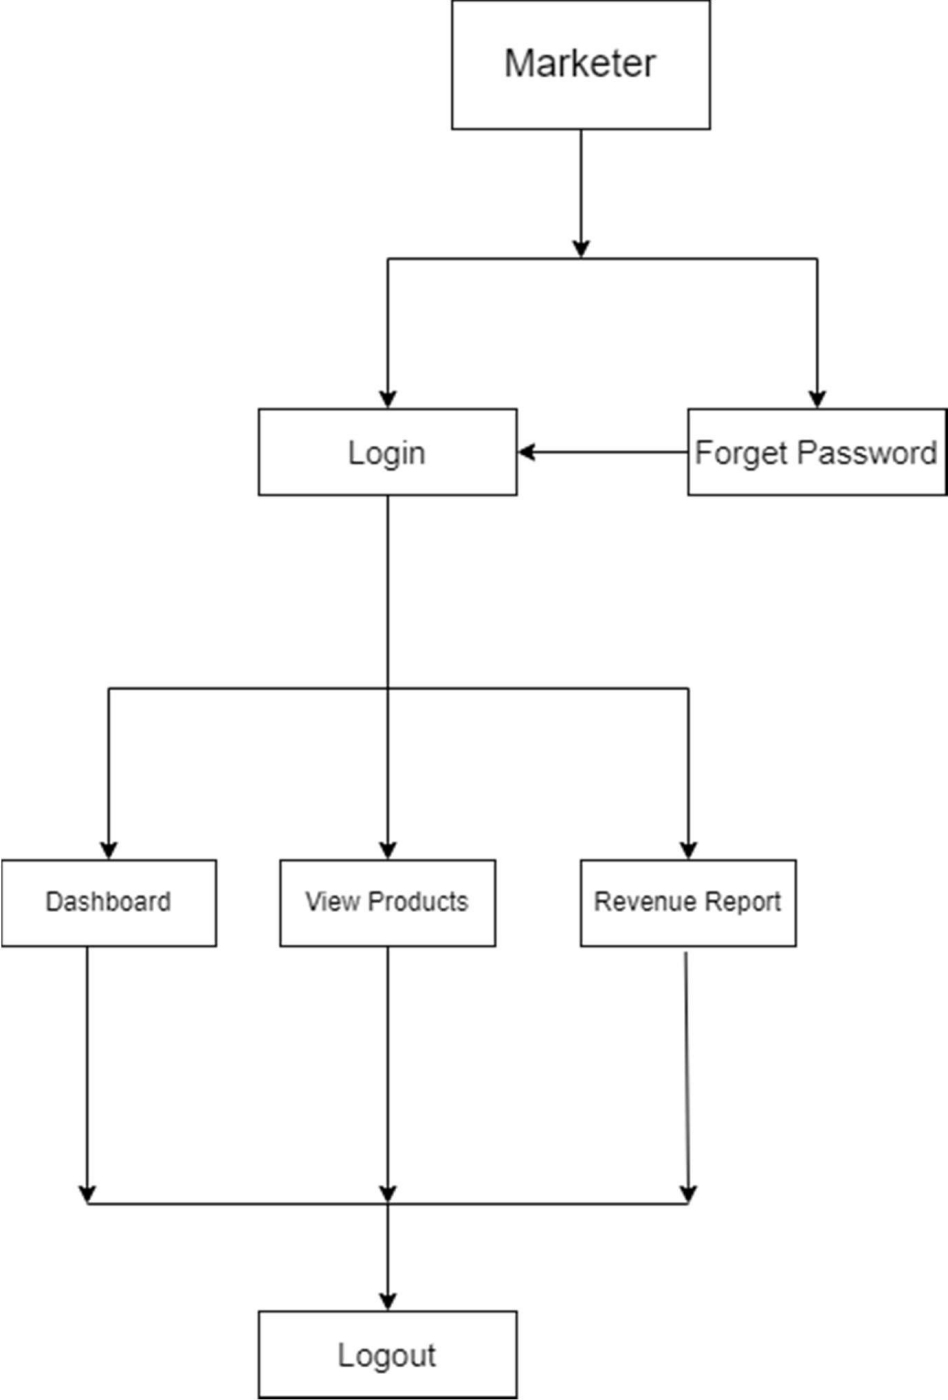 Marketer
Login
Forget Password
Dashboard
View Products
Revenue Report
Logout